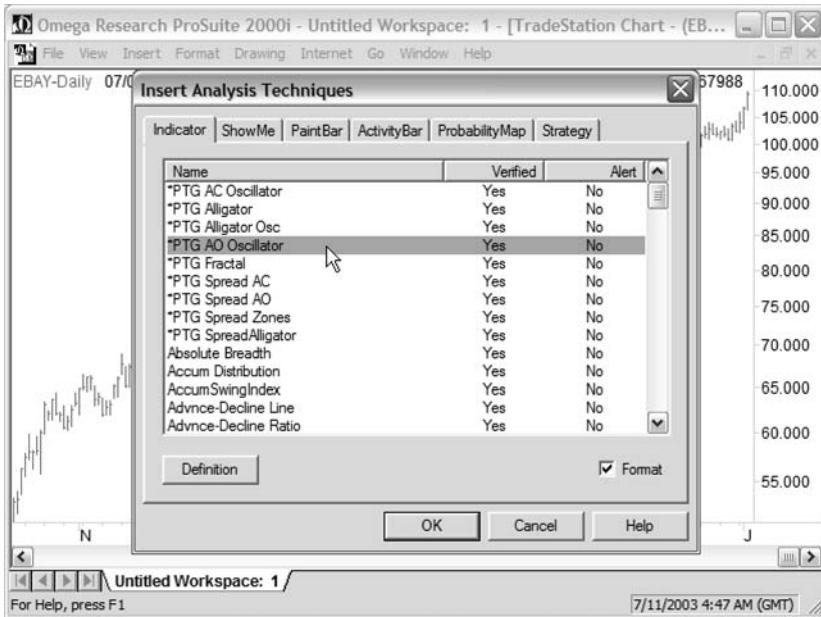 Omega Research ProSuite 2000i - Untitled Workspace: 1 - [TradeStation Chart - (EB...
File View Insert Format Drawing Internet Go Window Help
EBAY-Daily 07/0
67988
Insert Analysis Techniques
Indicator ShowMe PaintBar ActivityBar ProbabilityMap Strategy
Name Verified Alert
*PTG AC Oscillator Yes No
*PTG Alligator Yes No
*PTG Alligator Osc Yes No
*PTG AO Oscillator Yes No
*PTG Fractal Yes No
*PTG Spread AC Yes No
*PTG Spread AO Yes No
*PTG Spread Zones Yes No
*PTG SpreadAlligator Yes No
Absolute Breadth Yes No
Accum Distribution Yes No
AccumSwingIndex Yes No
Advnce-Decline Line Yes No
Advnce-Decline Ratio Yes No
Definition
Format
OK Cancel Help
110.000
105.000
100.000
95.000
90.000
85.000
80.000
75.000
70.000
65.000
60.000
55.000
N
J
Untitled Workspace: 1
For Help, press F1
7/11/2003 4:47 AM (GMT)